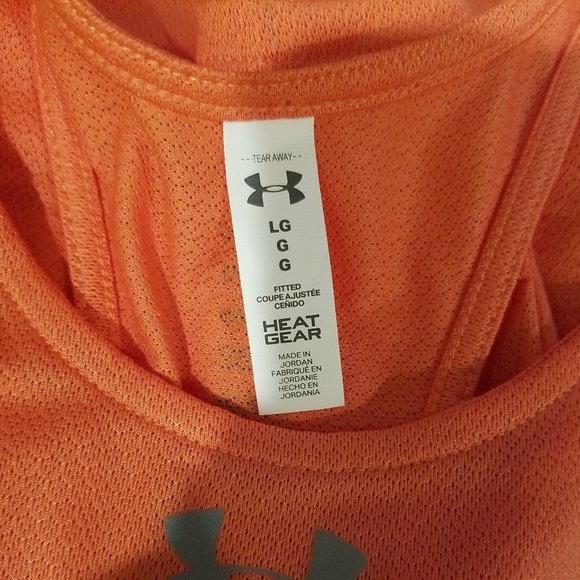 -- TEAR AWAY --
LG
G
G
FITTED
COUPE AJUSTÉE
CEÑIDO
HEAT
GEAR
MADE IN
JORDAN
FABRIQUÉ EN
JORDANIE
HECHO EN
JORDANIA